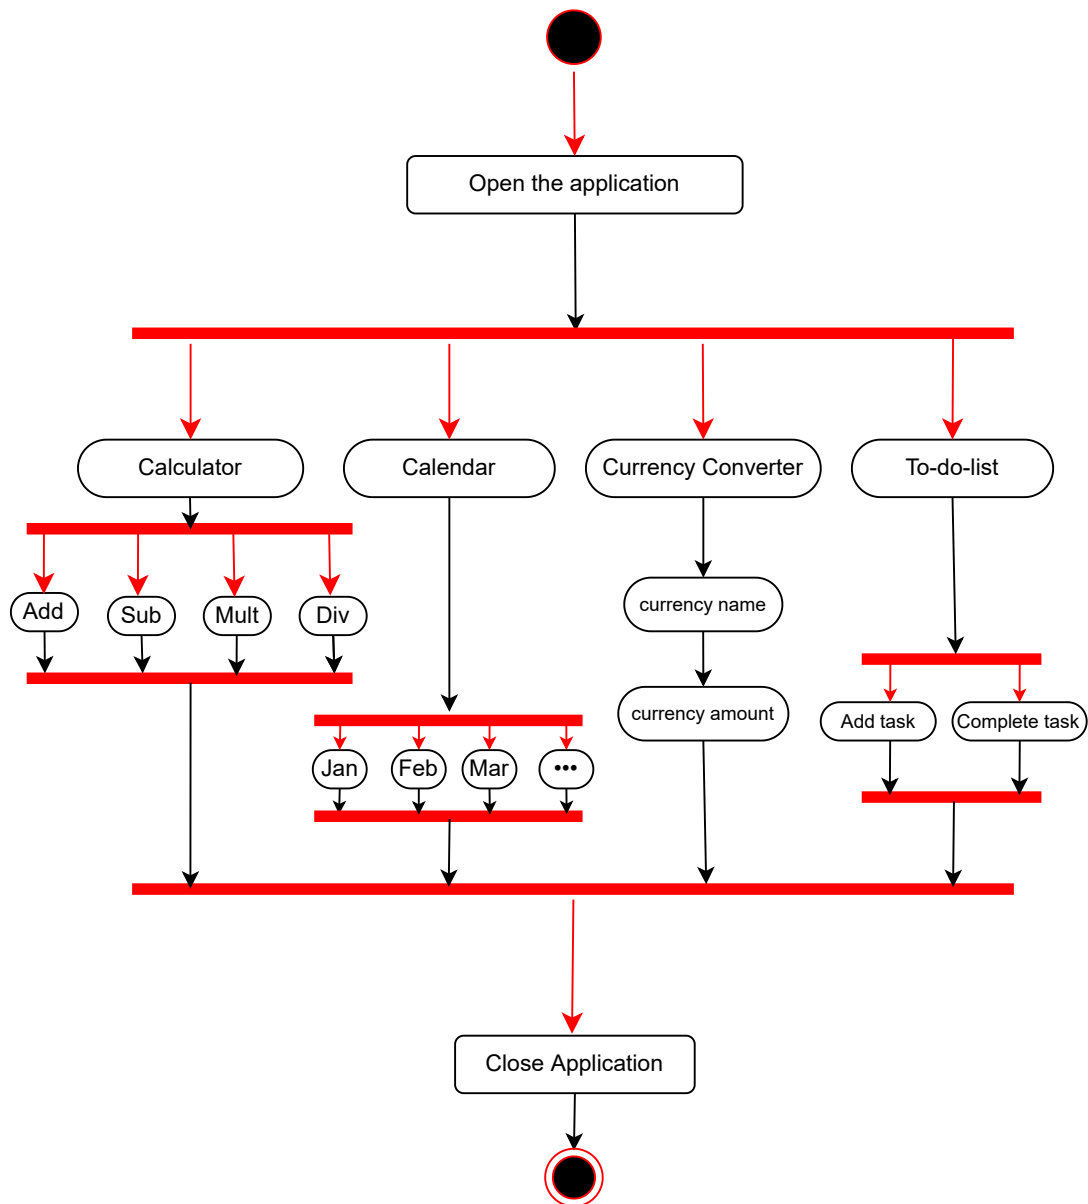 Open the application
Calculator
Calendar
Currency Converter
To-do-list
Add
Sub
Mult
Div
currency name
currency amount
Add task
Complete task
Jan
Feb
Mar
•••
Close Application